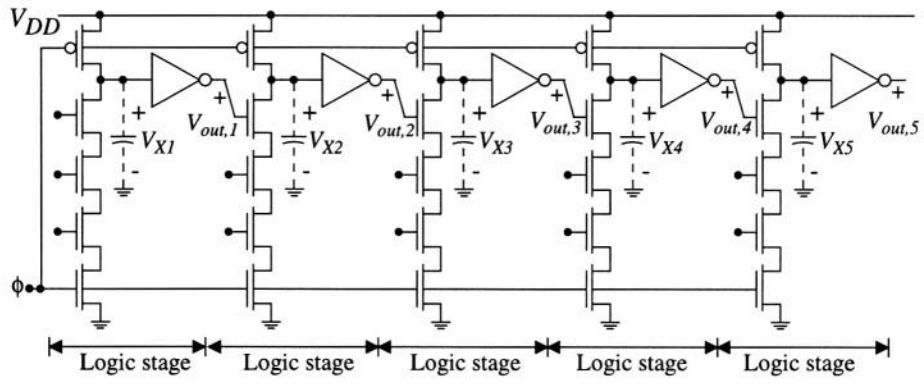 V_DD
+ V_X1 -
+ V_out,1
+ V_X2 -
+ V_out,2
+ V_X3 -
+ V_out,3
+ V_X4 -
+ V_out,4
+ V_X5 -
+ V_out,5
ϕ
Logic stage Logic stage Logic stage Logic stage Logic stage